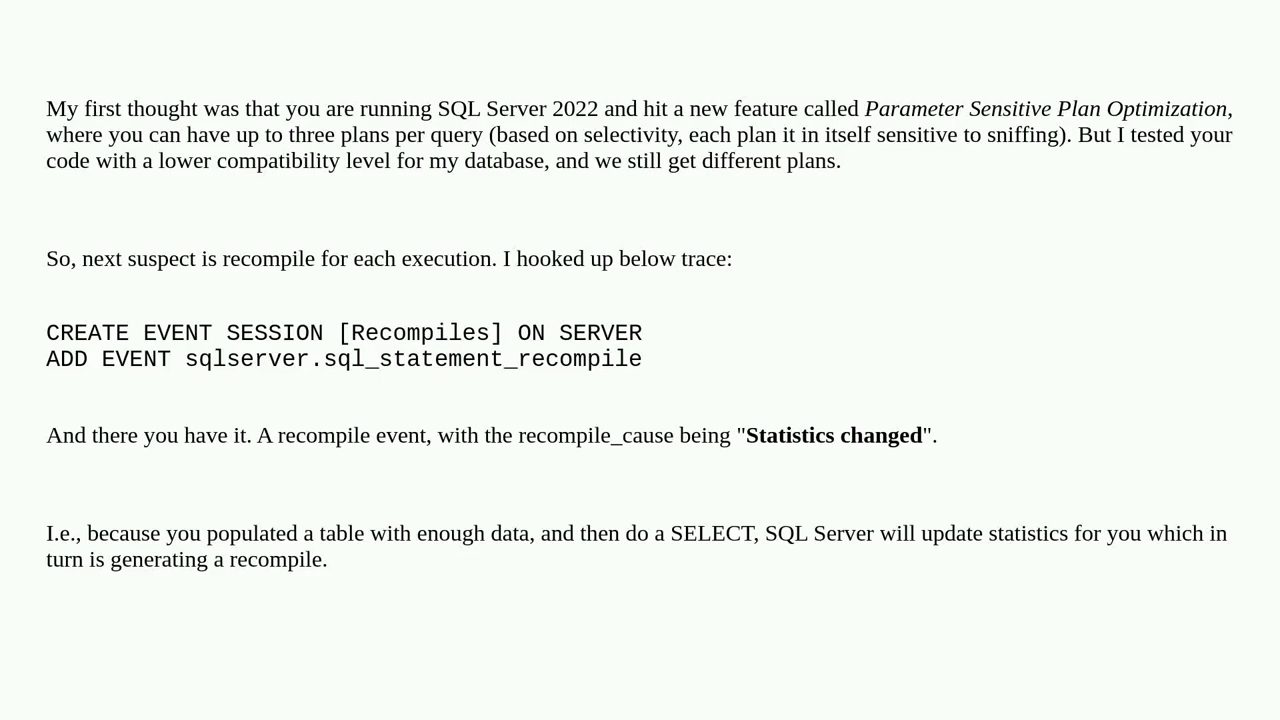 My first thought was that you are running SQL Server 2022 and hit a new feature called Parameter Sensitive Plan Optimization,
where you can have up to three plans per query (based on selectivity, each plan it in itself sensitive to sniffing). But I tested your
code with a lower compatibility level for my database, and we still get different plans.
So, next suspect is recompile for each execution. I hooked up below trace:
CREATE EVENT SESSION [Recompiles] ON SERVER
ADD EVENT sqlserver.sql_statement_recompile
And there you have it. A recompile event, with the recompile_cause being "Statistics changed".
I.e., because you populated a table with enough data, and then do a SELECT, SQL Server will update statistics for you which in
turn is generating a recompile.